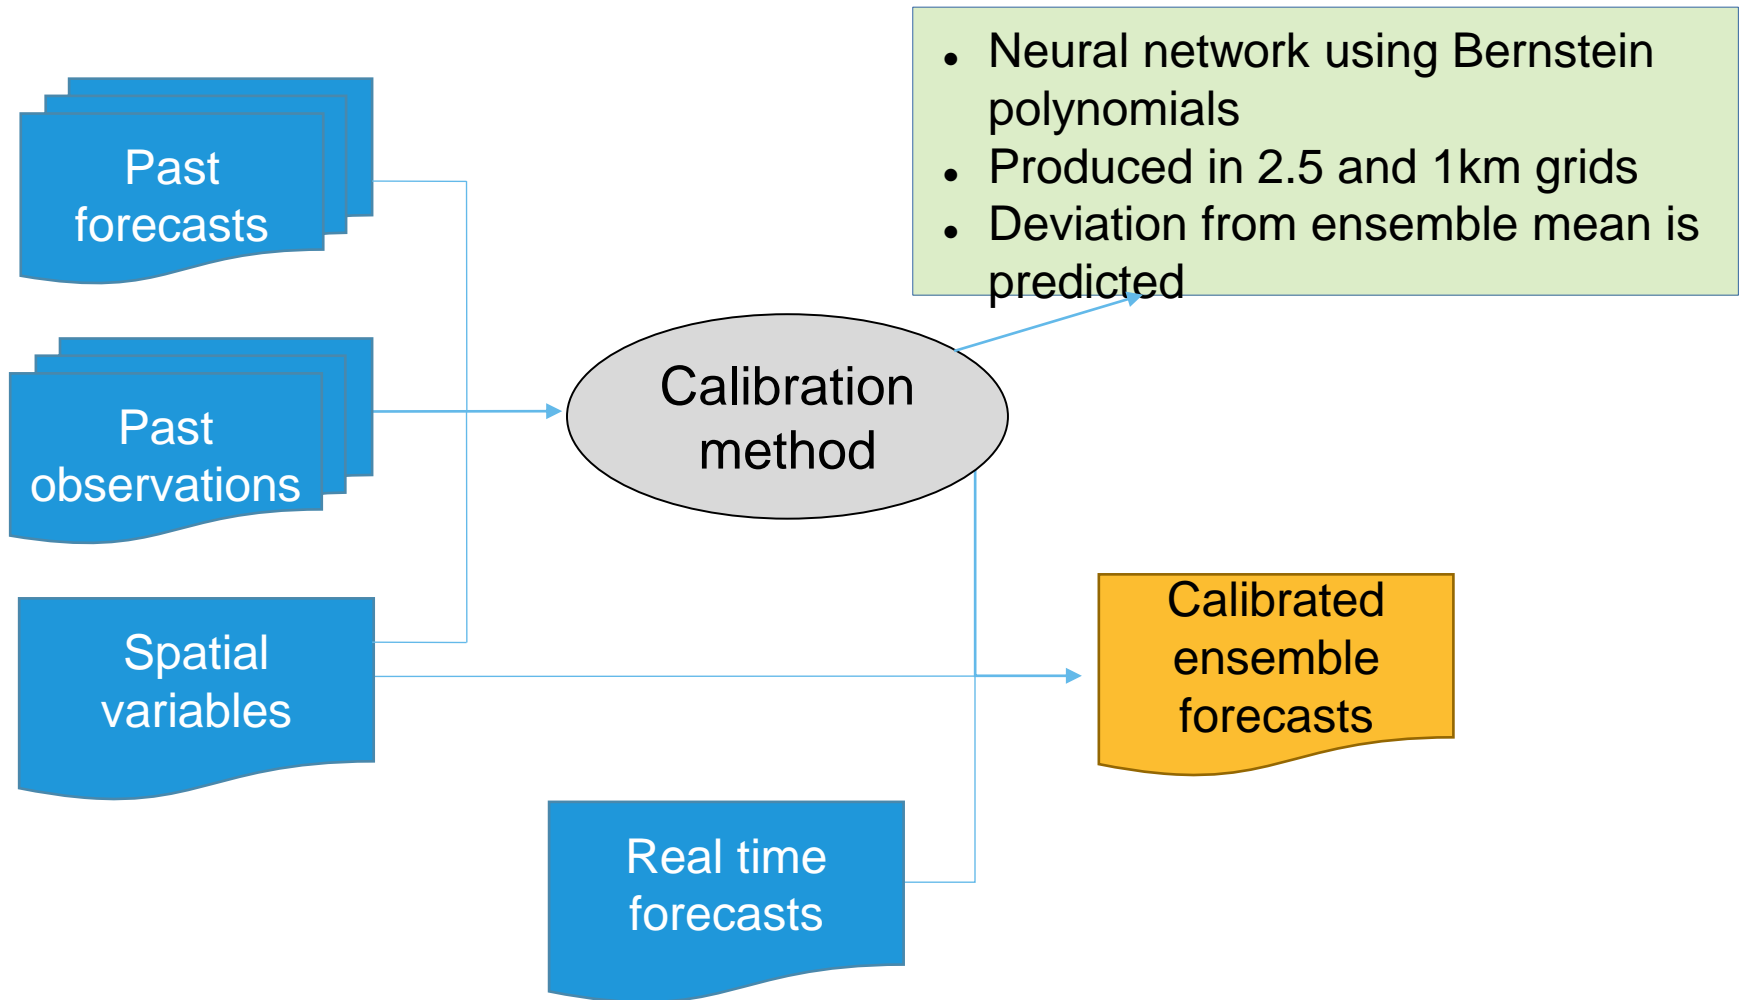 • Neural network using Bernstein
polynomials
• Produced in 2.5 and 1km grids
• Deviation from ensemble mean is
predicted
Past
forecasts
Past
observations
Calibration
method
Spatial
variables
Calibrated
ensemble
forecasts
Real time
forecasts